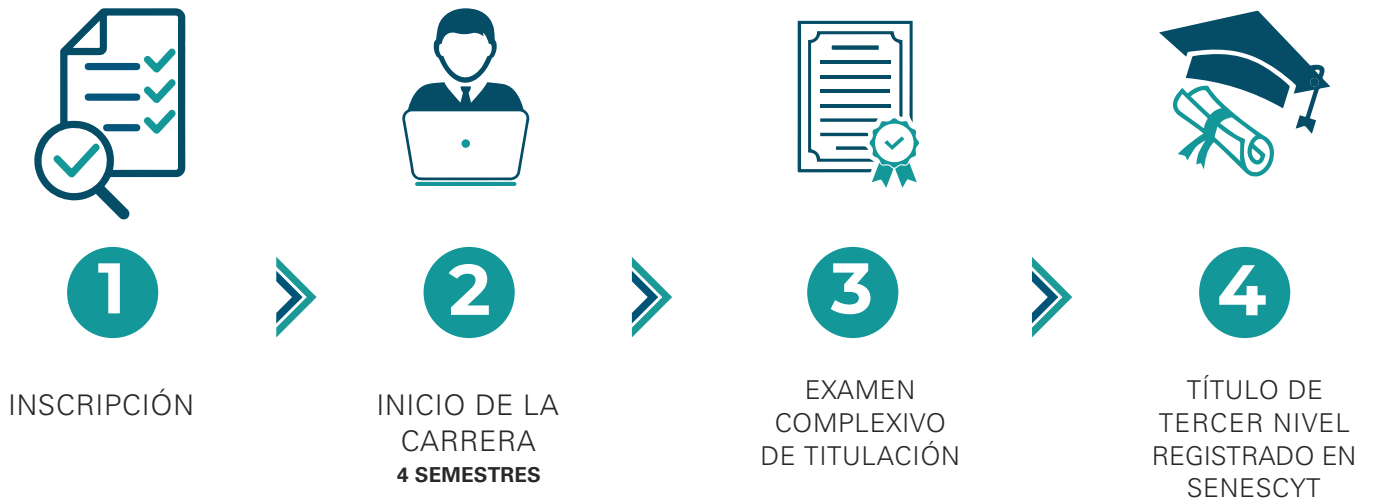 1
2
3
4
INSCRIPCIÓN
INICIO DE LA
CARRERA
4 SEMESTRES
EXAMEN
COMPLEXIVO
DE TITULACIÓN
TÍTULO DE
TERCER NIVEL
REGISTRADO EN
SENESCYT